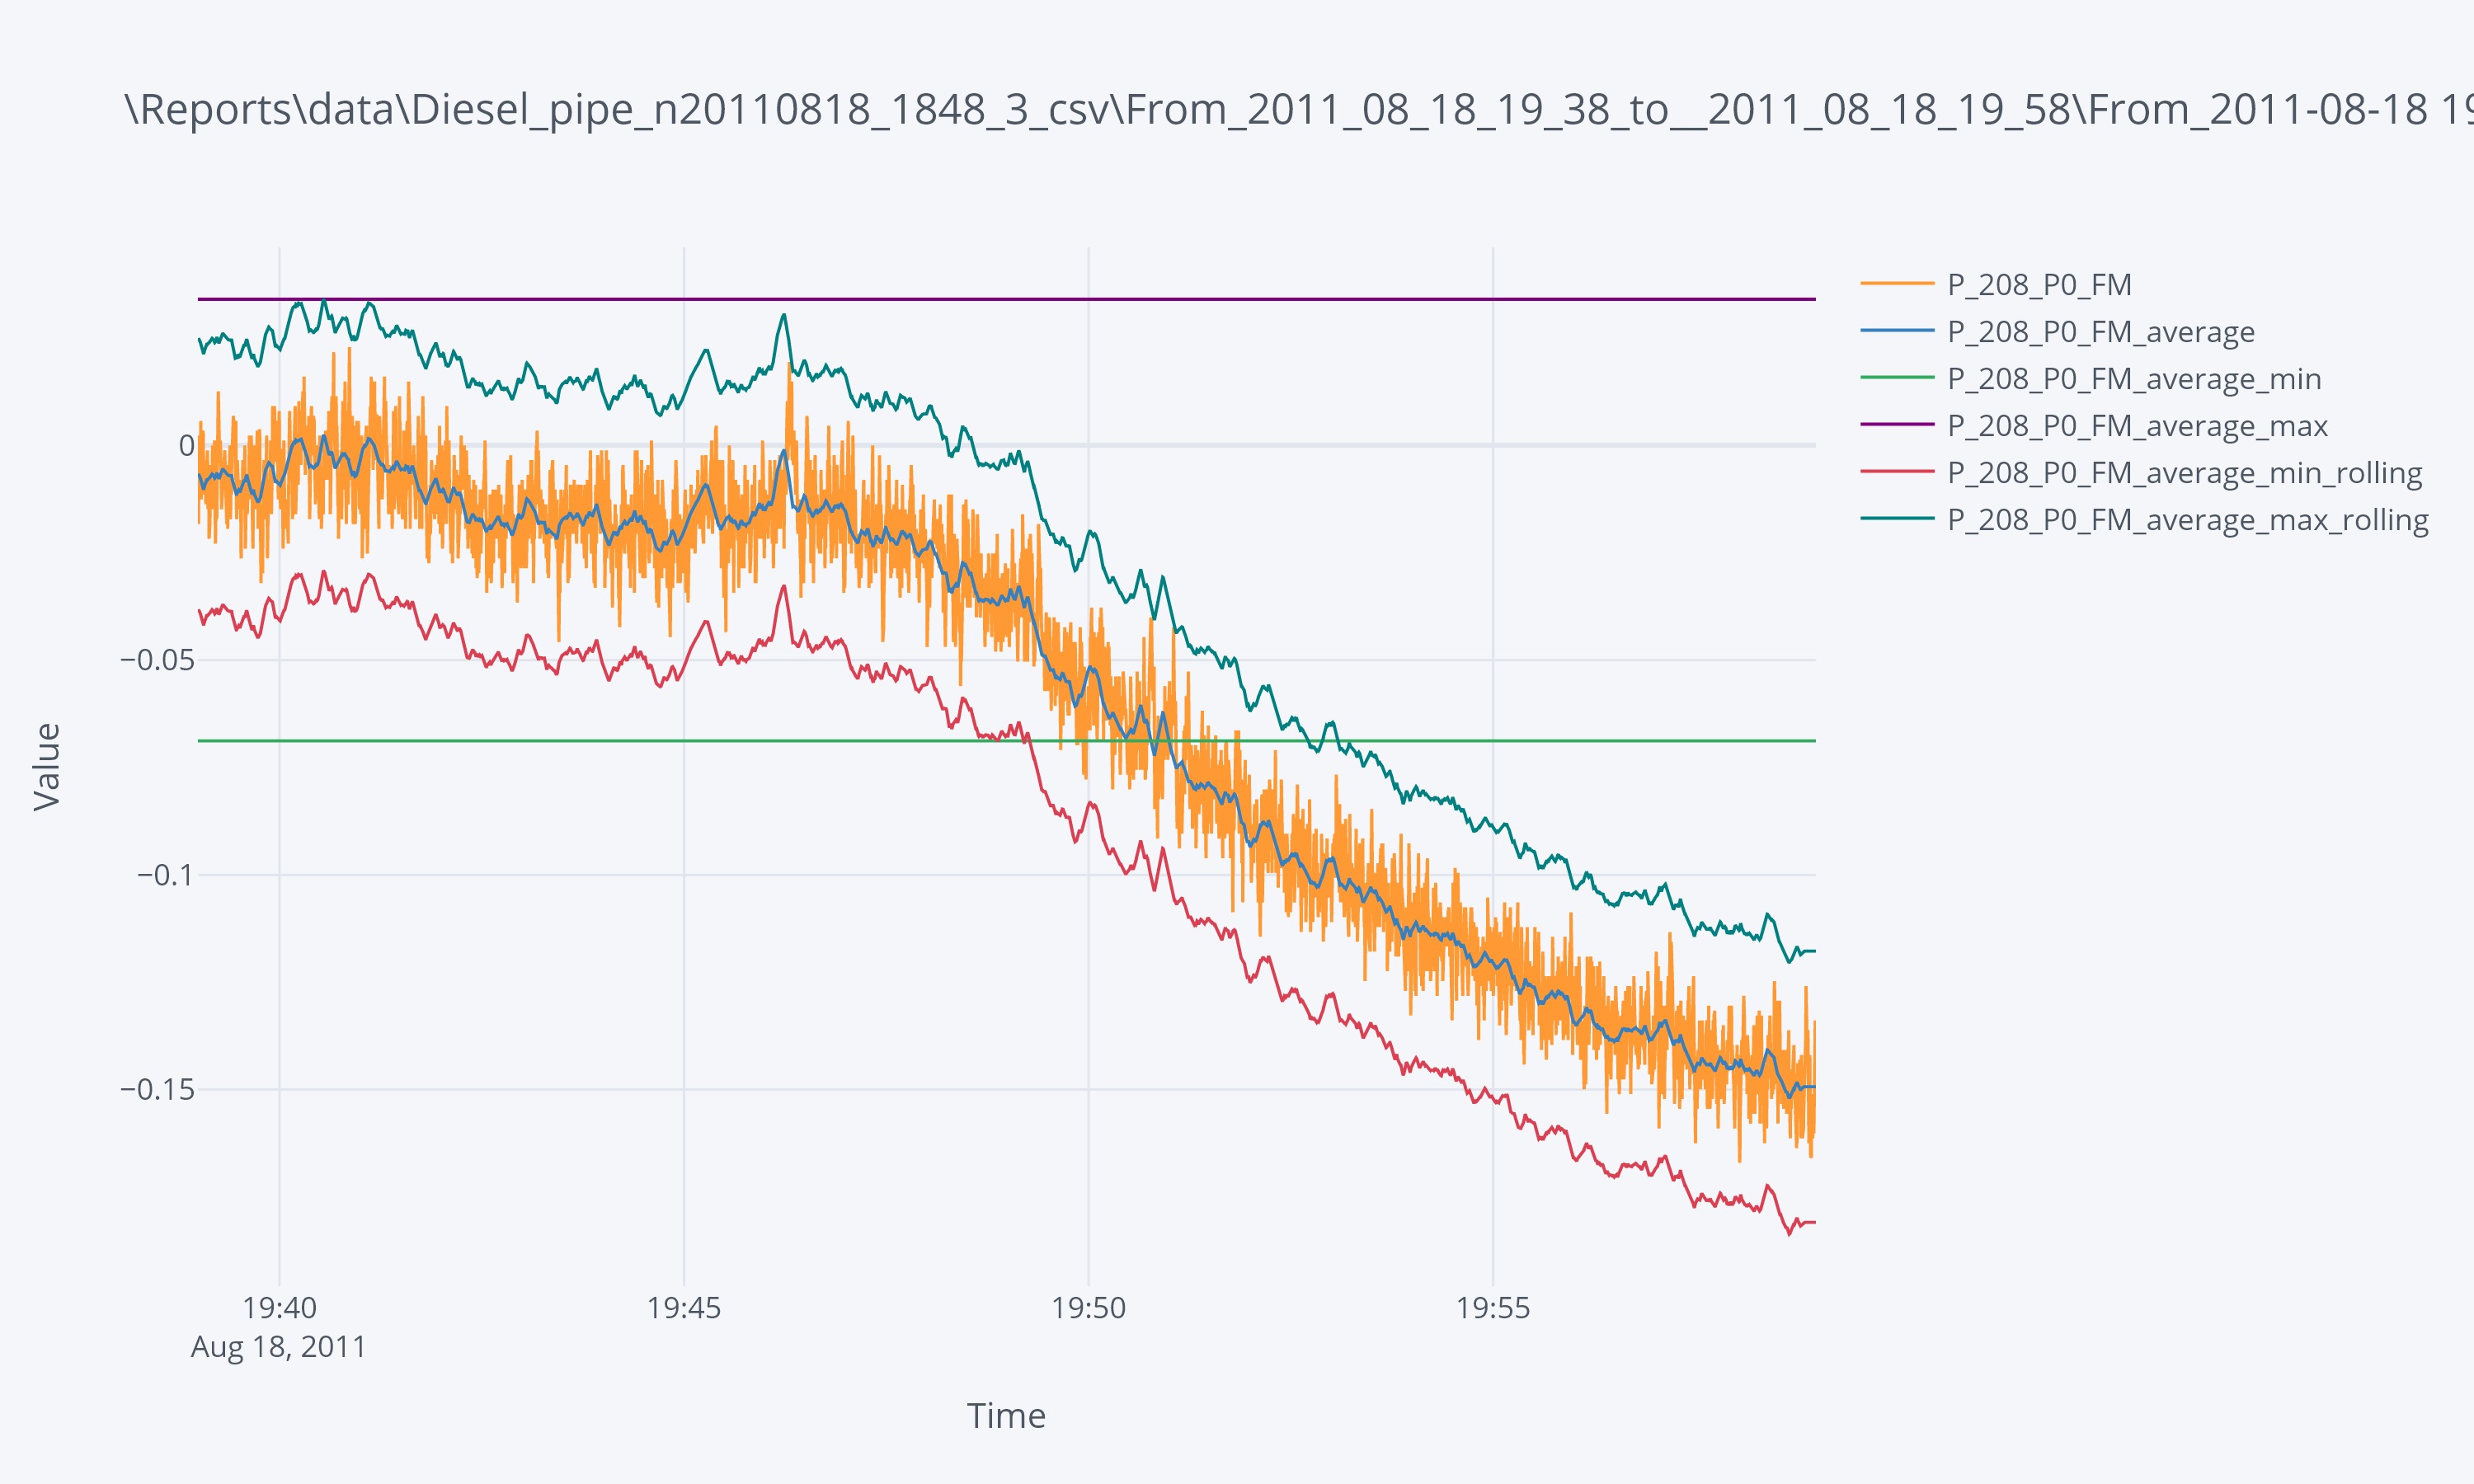 \Reports\data\Diesel_pipe_n20110818_1848_3_csv\From_2011_08_18_19_38_to__2011_08_18_19_58\From_2011-08-18 19
P_208_P0_FM
P_208_P0_FM_average
P_208_P0_FM_average_min
P_208_P0_FM_average_max
P_208_P0_FM_average_min_rolling
P_208_P0_FM_average_max_rolling
Value
0
−0.05
−0.1
−0.15
19:40 19:45 19:50 19:55
Aug 18, 2011
Time